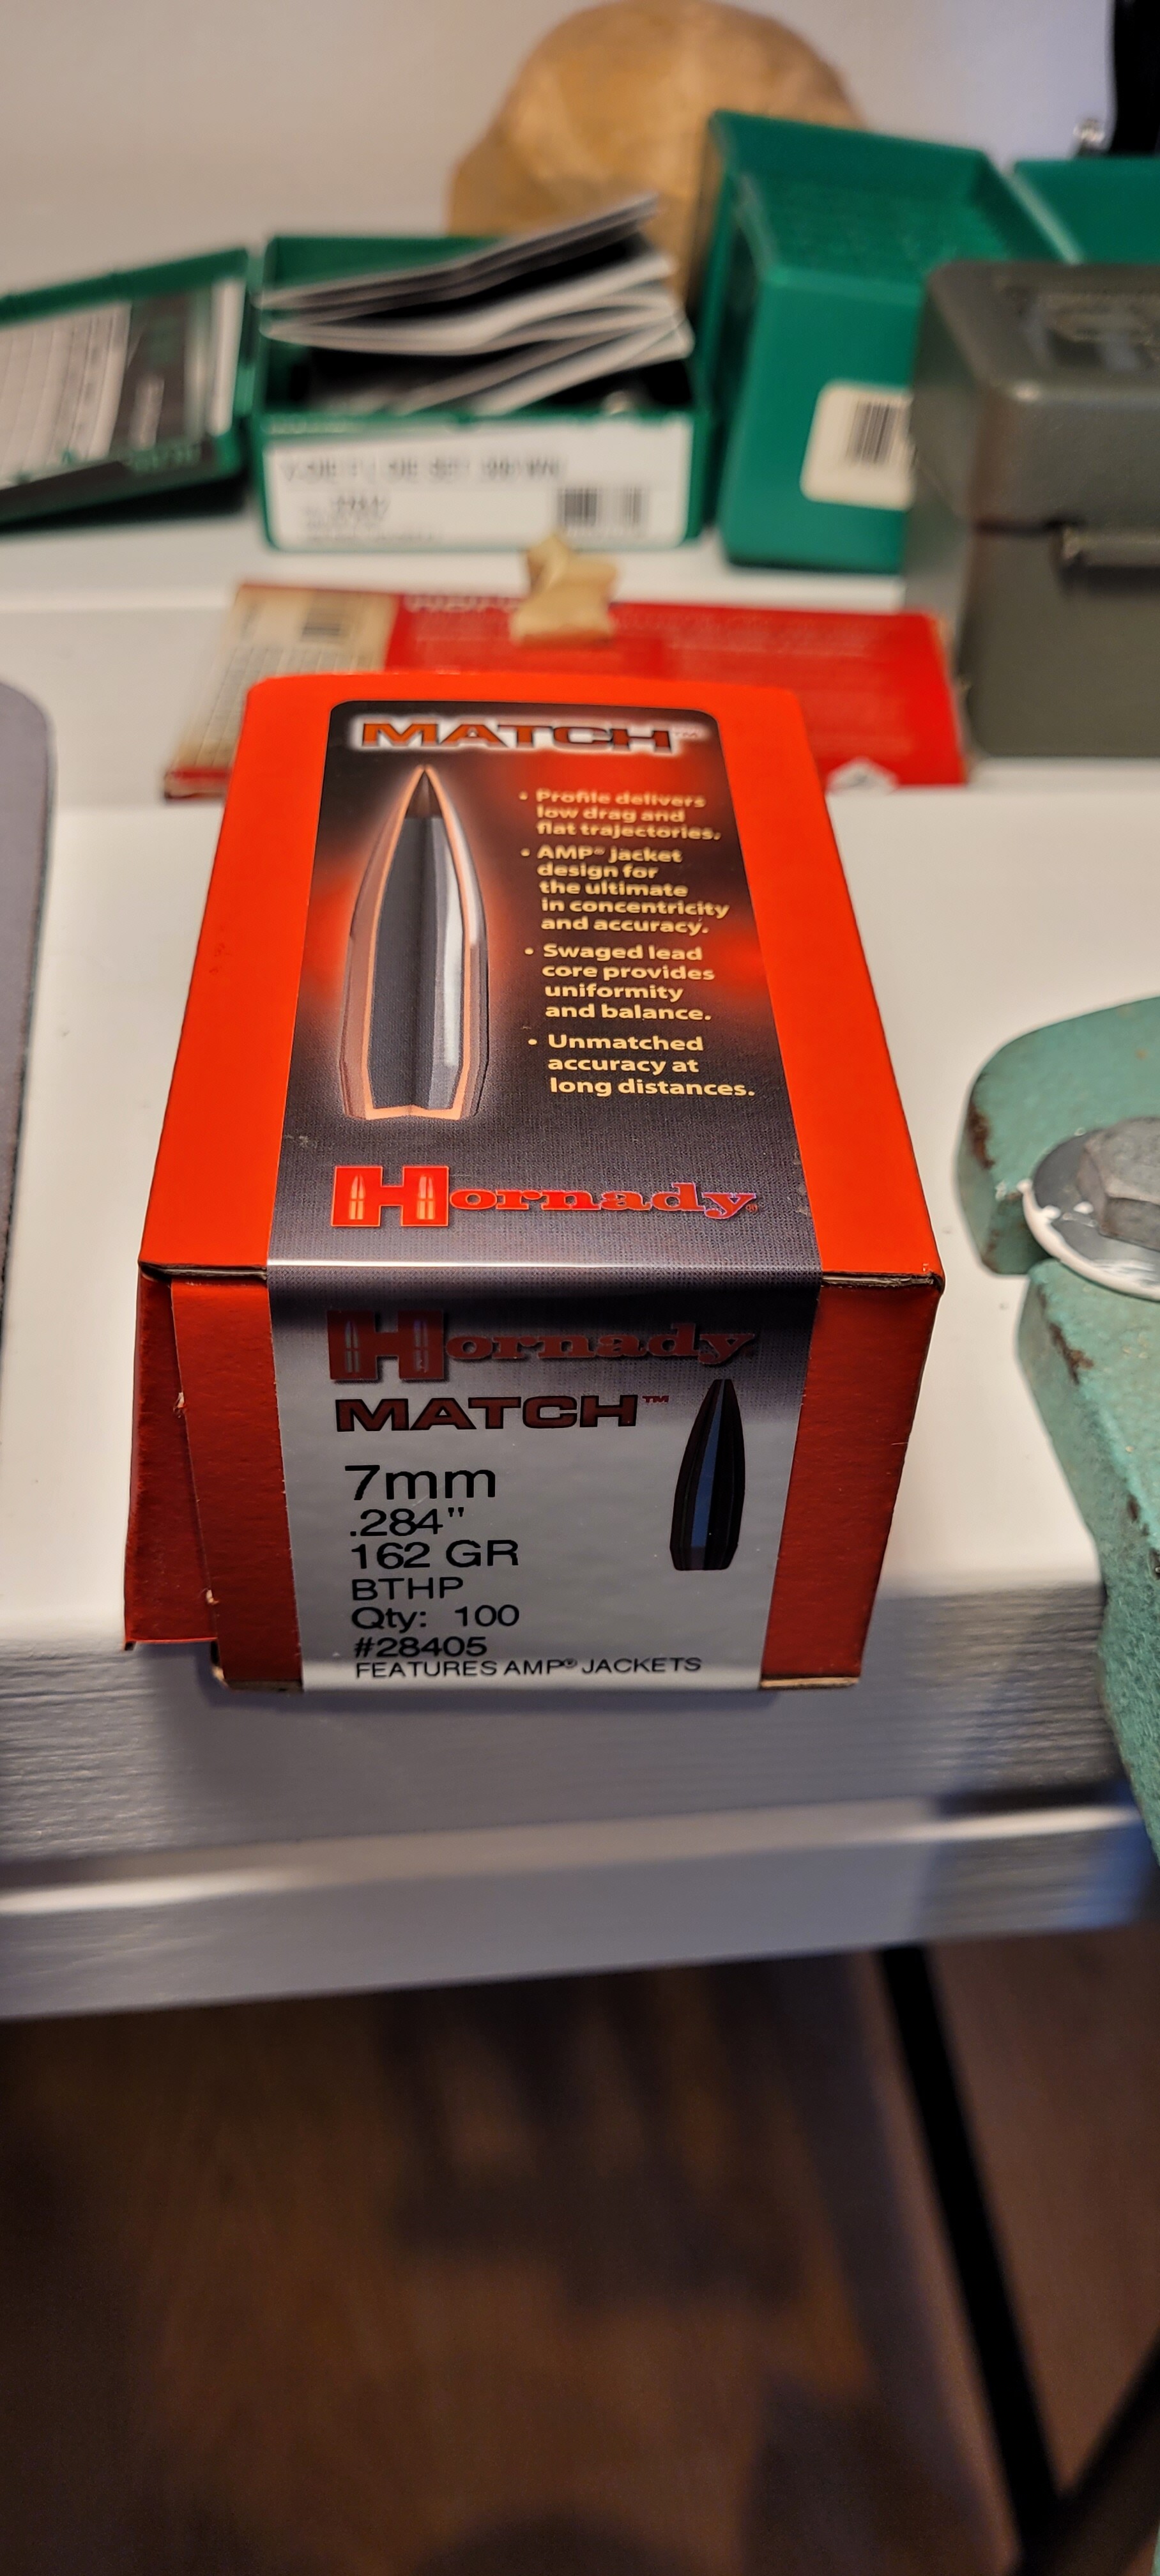 MATCH™
• Profile delivers
low drag and
flat trajectories.
• AMP® jacket
design for
the ultimate
in concentricity
and accuracy.
• Swaged lead
core provides
uniformity
and balance.
• Unmatched
accuracy at
long distances.
Hornady®
Hornady
MATCH™
7mm
.284"
162 GR
BTHP
Qty: 100
#28405
FEATURES AMP® JACKETS